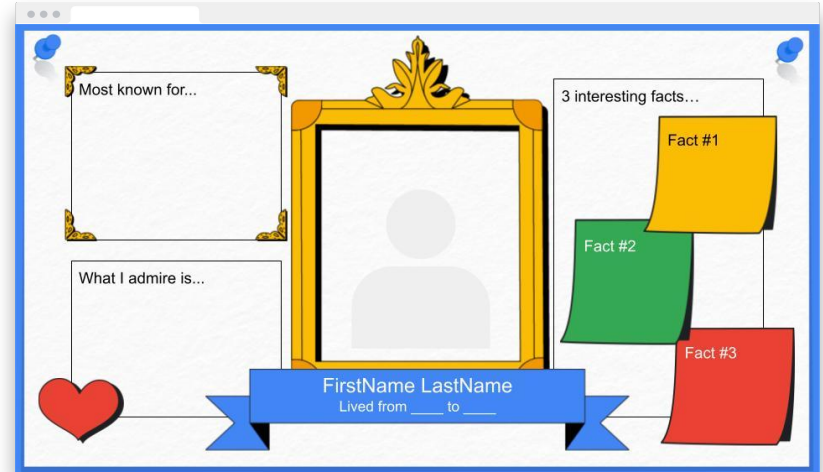 Most known for...
What I admire is...
FirstName LastName
Lived from ____ to ____
3 interesting facts…
Fact #1
Fact #2
Fact #3